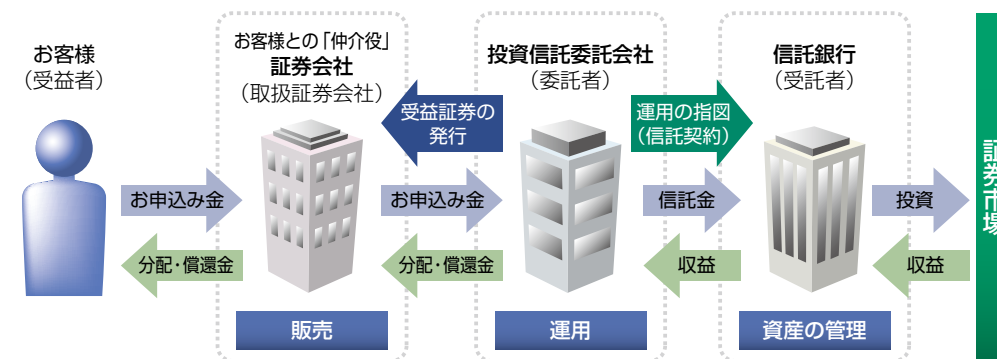 お客様
（受益者）
お客様との「仲介役」
証券会社
（取扱証券会社）
投資信託委託会社
（委託者）
信託銀行
（受託者）
受益証券の
発行
運用の指図
（信託契約）
お申込み金
お申込み金
信託金
投資
分配・償還金
分配・償還金
収益
収益
販売
運用
資産の管理
証券市場